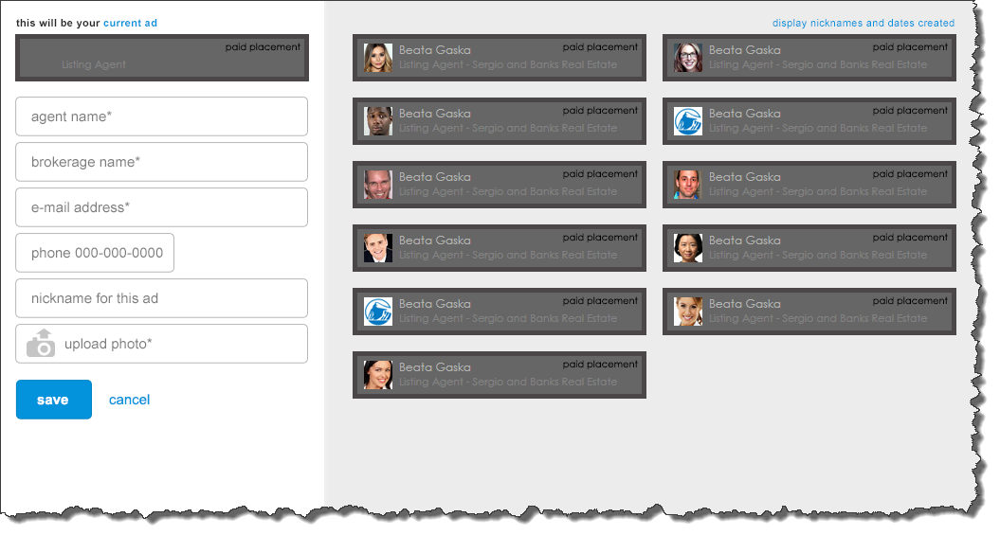 this will be your current ad
paid placement
Listing Agent
agent name*
brokerage name*
e-mail address*
phone 000-000-0000
nickname for this ad
upload photo*
save
cancel
display nicknames and dates created
Beata Gaska
paid placement
Listing Agent - Sergio and Banks Real Estate
Beata Gaska
paid placement
Listing Agent - Sergio and Banks Real Estate
Beata Gaska
paid placement
Listing Agent - Sergio and Banks Real Estate
Beata Gaska
paid placement
Listing Agent - Sergio and Banks Real Estate
Beata Gaska
paid placement
Listing Agent - Sergio and Banks Real Estate
Beata Gaska
paid placement
Listing Agent - Sergio and Banks Real Estate
Beata Gaska
paid placement
Listing Agent - Sergio and Banks Real Estate
Beata Gaska
paid placement
Listing Agent - Sergio and Banks Real Estate
Beata Gaska
paid placement
Listing Agent - Sergio and Banks Real Estate
Beata Gaska
paid placement
Listing Agent - Sergio and Banks Real Estate
Beata Gaska
paid placement
Listing Agent - Sergio and Banks Real Estate